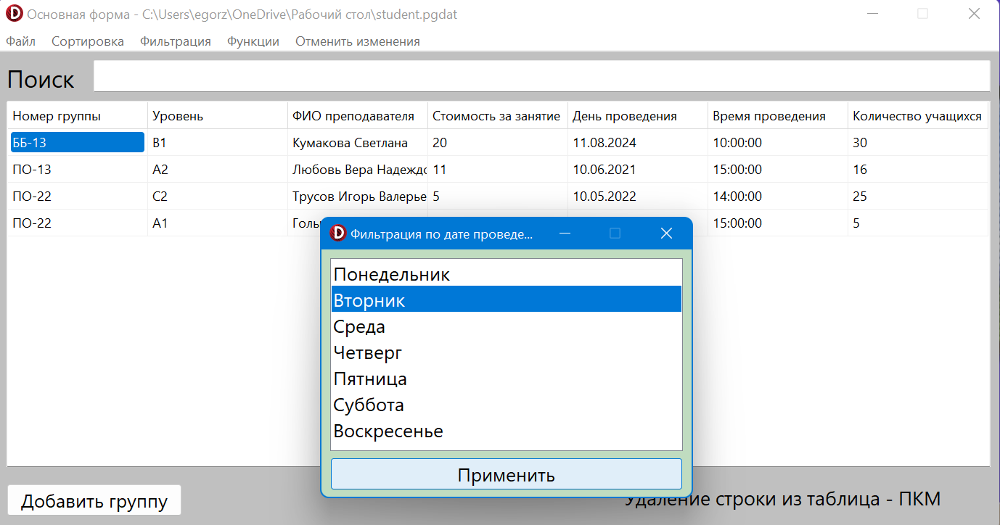 Основная форма - C:\Users\egorz\OneDrive\Рабочий стол\student.pgdat
Файл Сортировка Фильтрация Функции Отменить изменения
Поиск
Номер группы Уровень ФИО преподавателя Стоимость за занятие День проведения Время проведения Количество учащихся
ББ-13 B1 Кумакова Светлана 20 11.08.2024 10:00:00 30
ПО-13 A2 Любовь Вера Надеждо 11 10.06.2021 15:00:00 16
ПО-22 C2 Трусов Игорь Валерье 5 10.05.2022 14:00:00 25
ПО-22 A1 15:00:00 5
Фильтрация по дате проведе...
Понедельник
Вторник
Среда
Четверг
Пятница
Суббота
Воскресенье
Применить
Добавить группу
Удаление строки из таблица - ПКМ